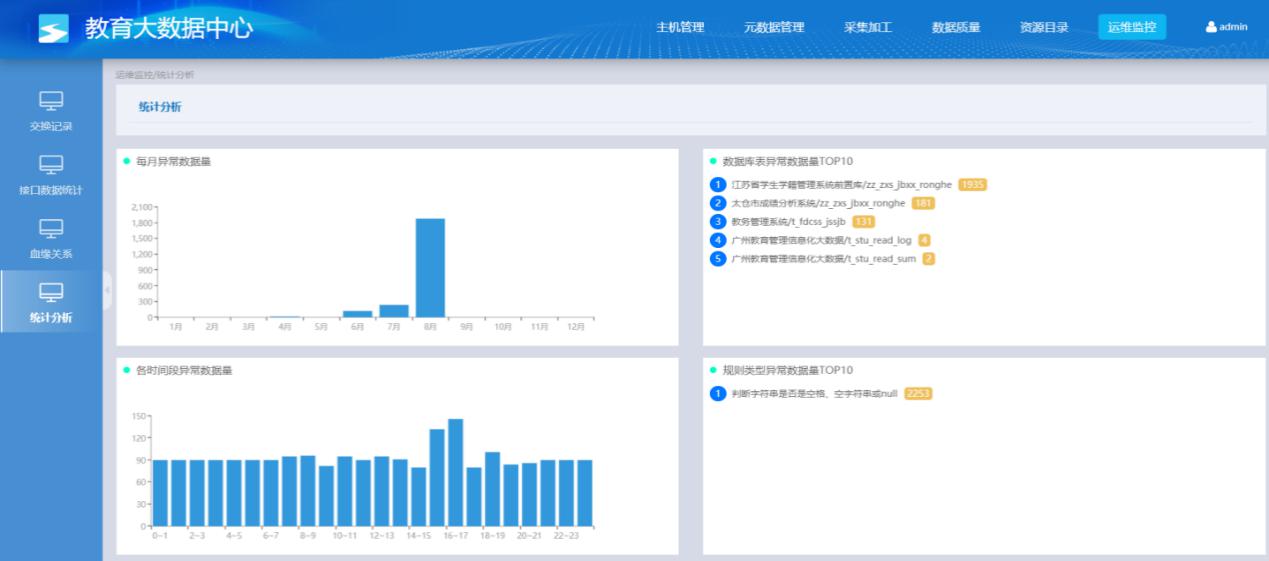 教育大数据中心
主机管理
元数据管理
采集加工
数据质量
资源目录
运维监控
admin
交换记录
接口数据统计
血缘关系
统计分析
运维监控/统计分析
统计分析
每月异常数据量
2,100
1,800
1,500
1,200
900
600
300
0
1月 2月 3月 4月 5月 6月 7月 8月 9月 10月 11月 12月
数据库表异常数据量TOP10
1 江苏省学生学籍管理系统前置库/zz_zxs_jbxx_ronghe 1935
2 太仓市成绩分析系统/zz_zxs_jbxx_ronghe 181
3 教务管理系统/t_fdcss_jssjb 131
4 广州教育管理信息化大数据/t_stu_read_log 4
5 广州教育管理信息化大数据/t_stu_read_sum 2
各时间段异常数据量
150
120
90
60
30
0
0~1 2~3 4~5 6~7 8~9 10~11 12~13 14~15 16~17 18~19 20~21 22~23
规则类型异常数据量TOP10
1 判断字符串是否是空格、空字符串或null 2253